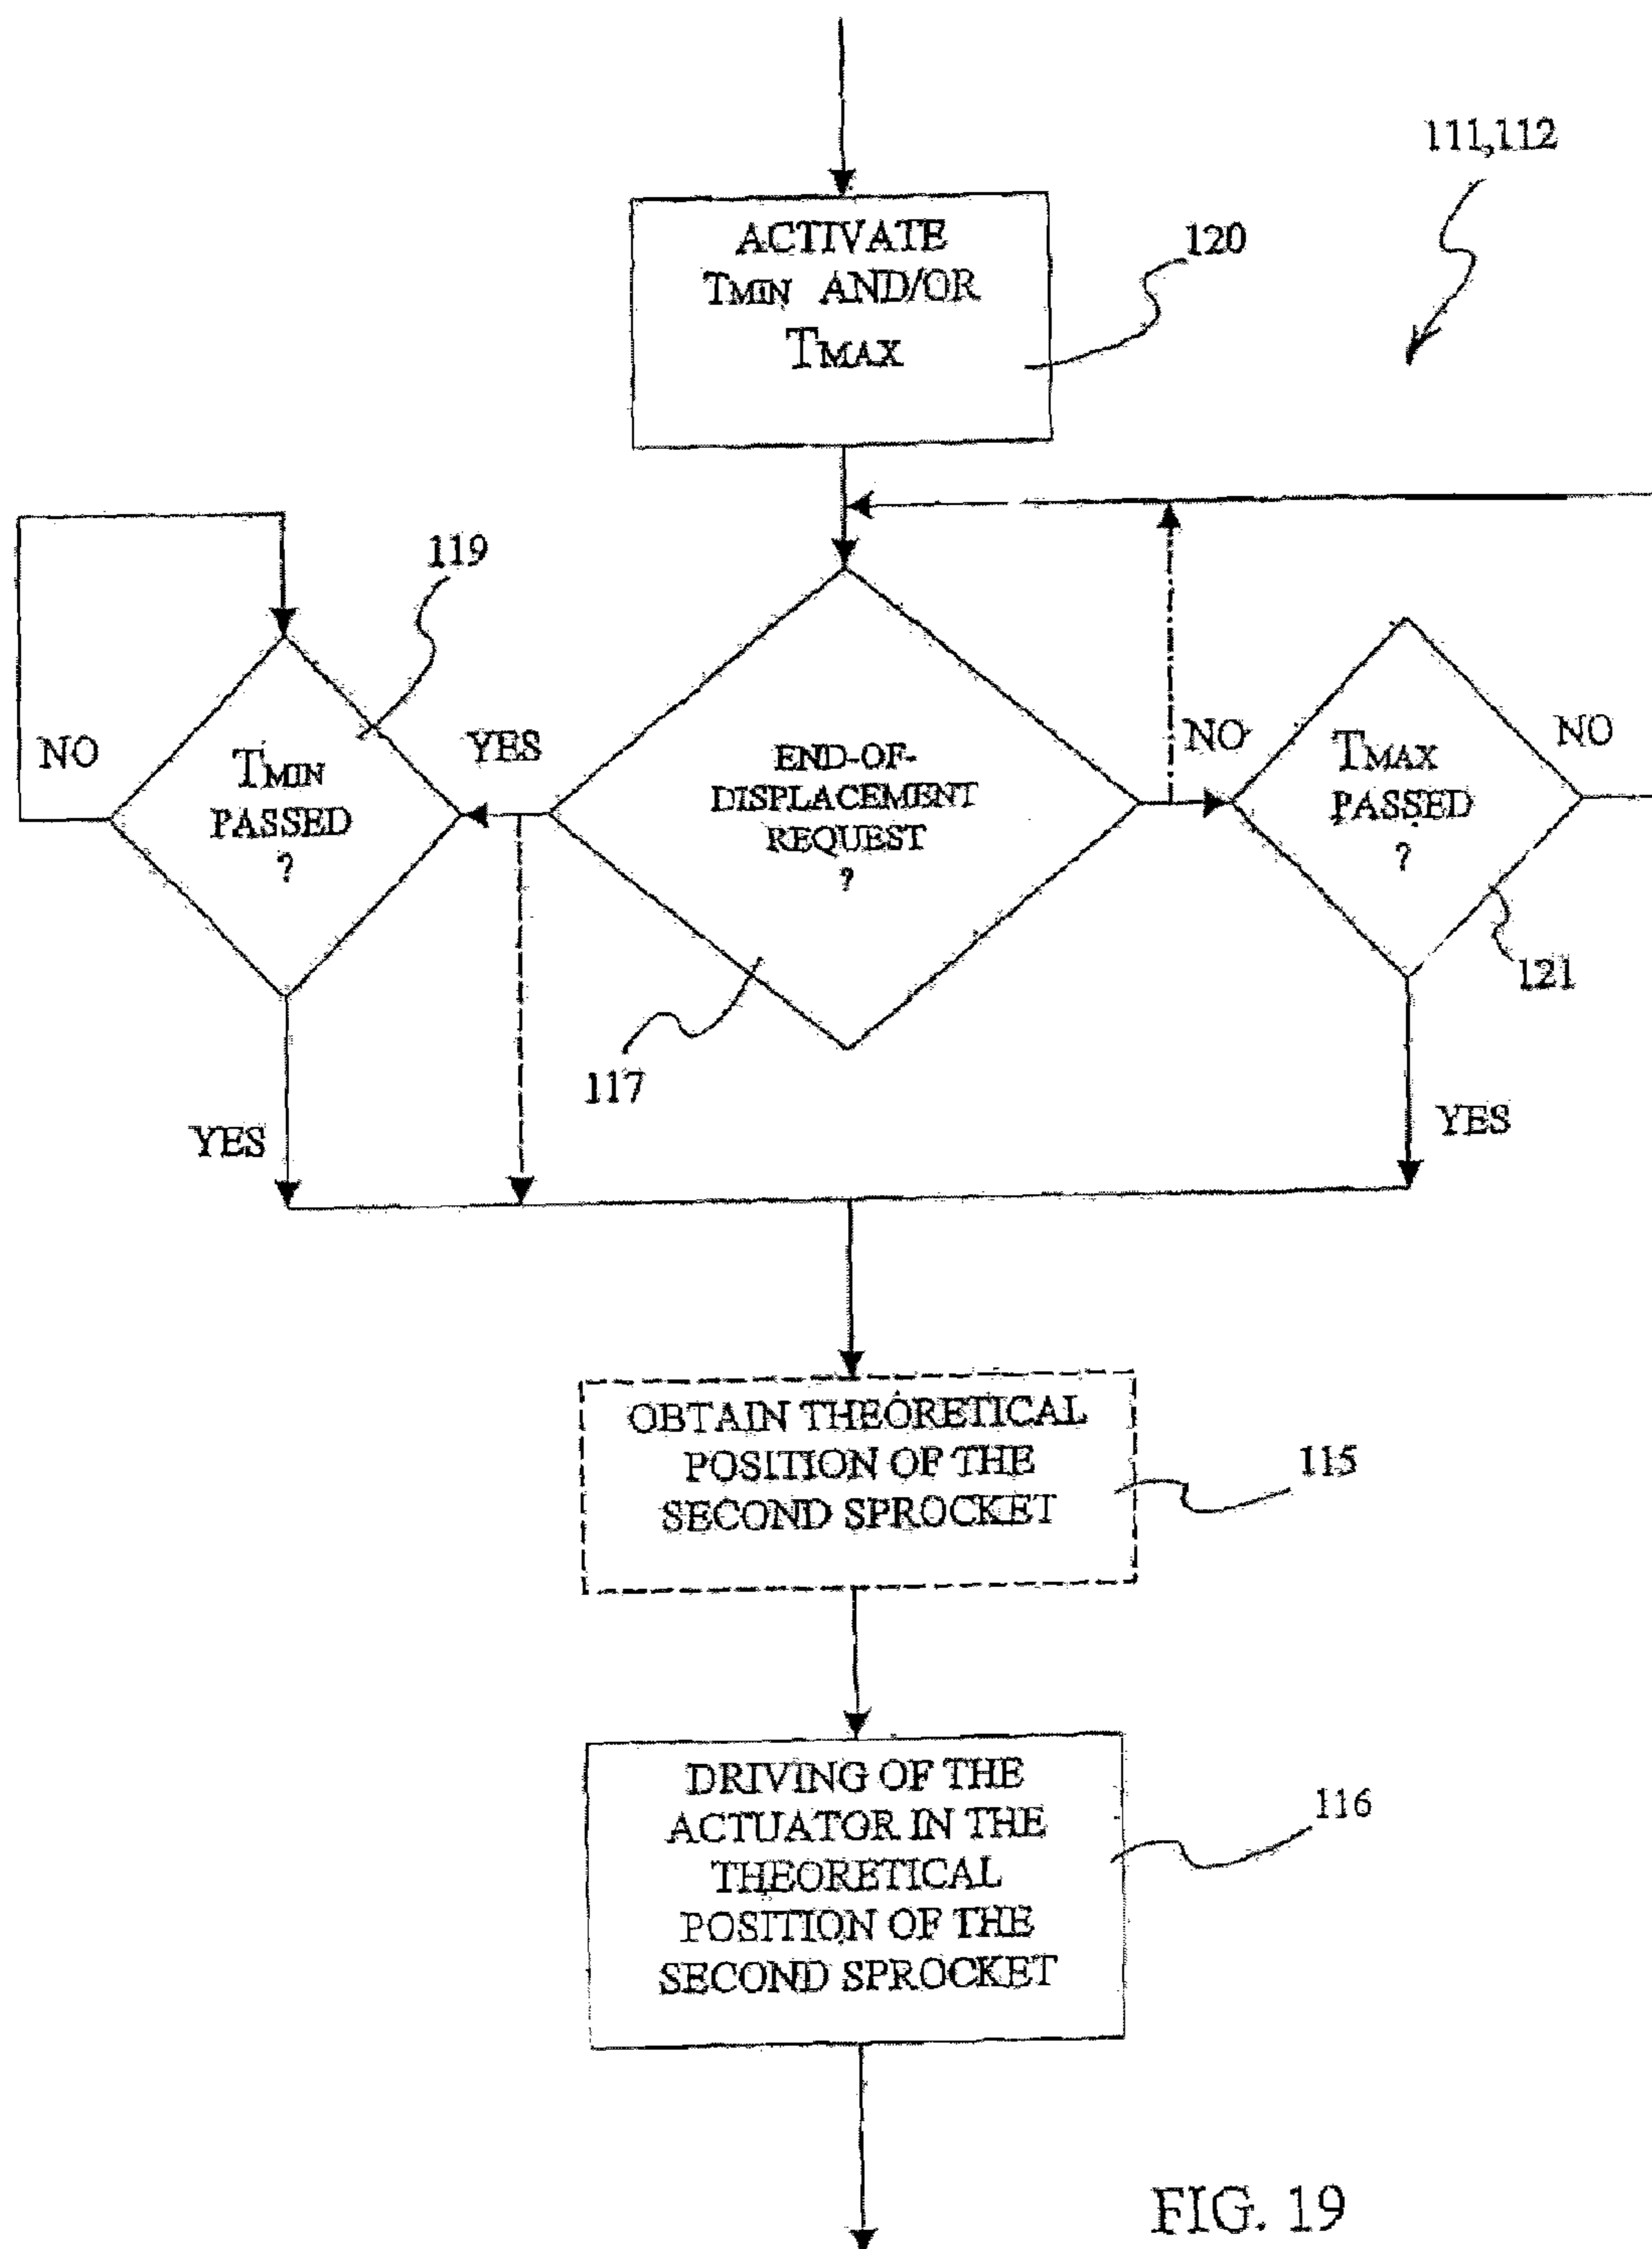 111,112
ACTIVATE
TMIN AND/OR
TMAX
120
119
NO
TMIN
PASSED
?
YES
END-OF-
DISPLACEMENT
REQUEST
?
NO
TMAX
PASSED
?
NO
121
117
YES
YES
OBTAIN THEORETICAL
POSITION OF THE
SECOND SPROCKET
115
DRIVING OF THE
ACTUATOR IN THE
THEORETICAL
POSITION OF THE
SECOND SPROCKET
116
FIG. 19